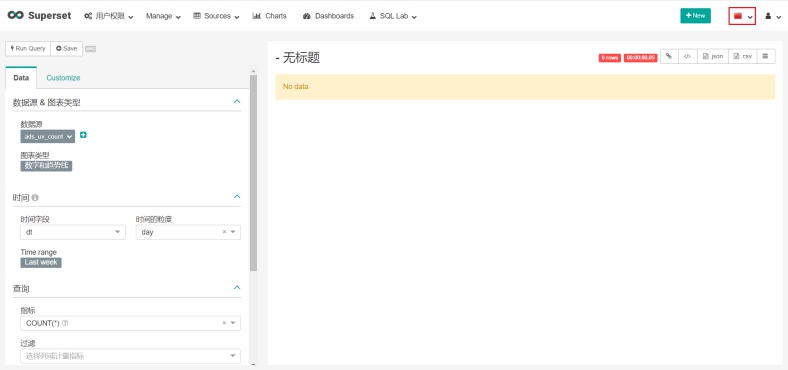 Superset 用户权限 Manage Sources Charts Dashboards SQL Lab + New
Run Query Save
- 无标题 0 rows 00:00:00.05 </> .json .csv
Data Customize
No data
数据源 & 图表类型
数据源
ads_uv_count
图表类型
数字和趋势线
时间
时间字段 时间的粒度
dt day
Time range
Last week
查询
指标
COUNT(*)
过滤
选择列或计量指标